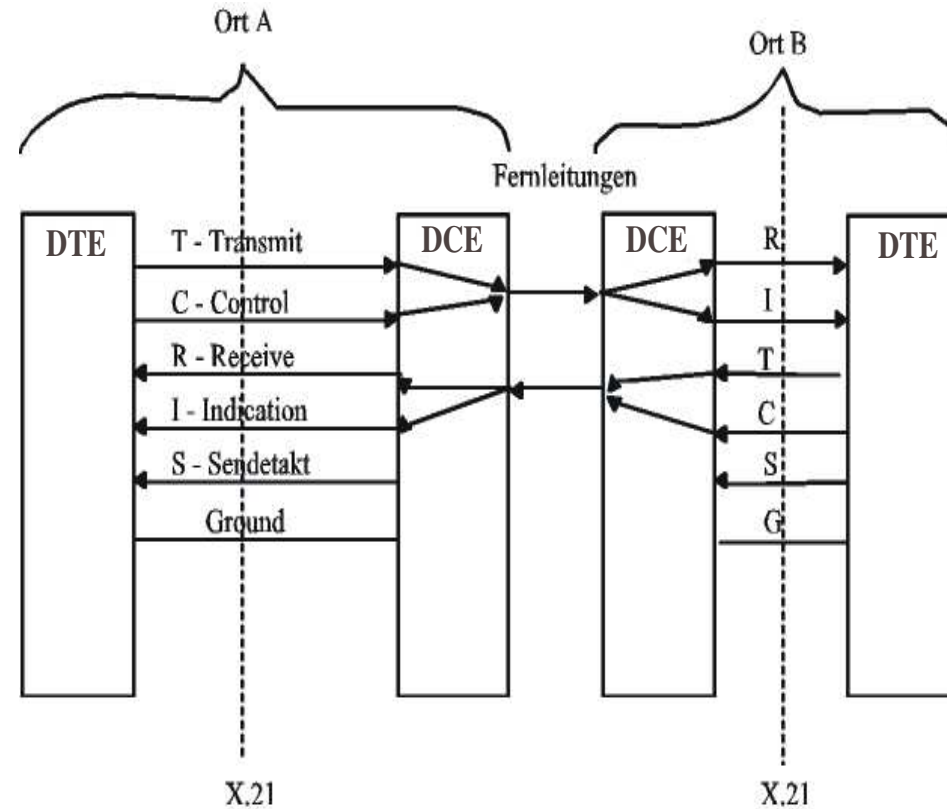 Ort A
Ort B
Fernleitungen
DTE
DCE
DCE
DTE
T - Transmit
C - Control
R - Receive
I - Indication
S - Sendetakt
Ground
R
I
T
C
S
G
X.21
X.21